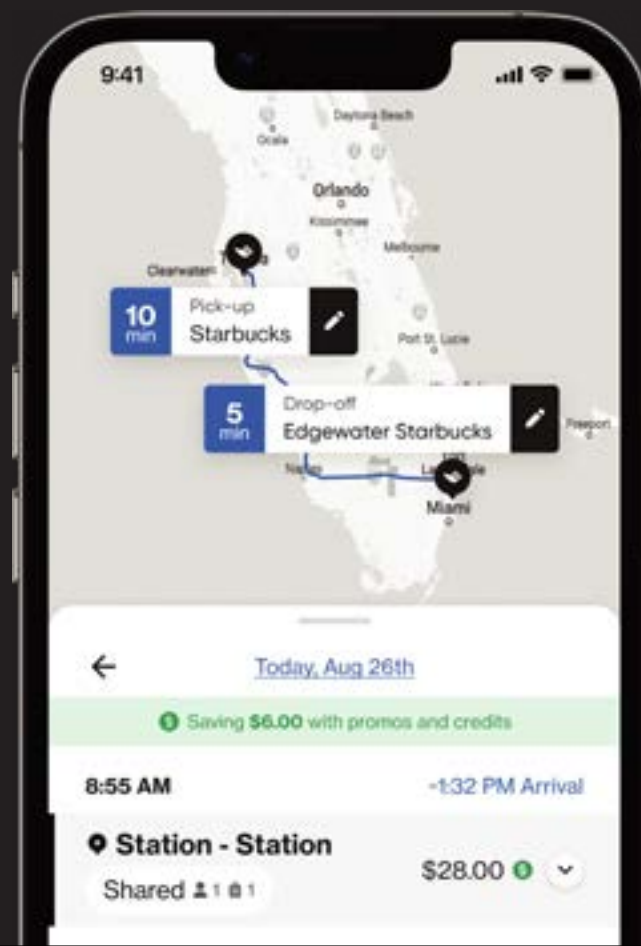 9:41
Daytona Beach
Ocala
Orlando
Kissimmee
Melbourne
Clearwater
10
min
Pick-up
Starbucks
Port St. Lucie
5
min
Drop-off
Edgewater Starbucks
Freeport
Miami
Today, Aug 26th
Saving $6.00 with promos and credits
8:55 AM
~1:32 PM Arrival
Station - Station
$28.00
Shared 1 1